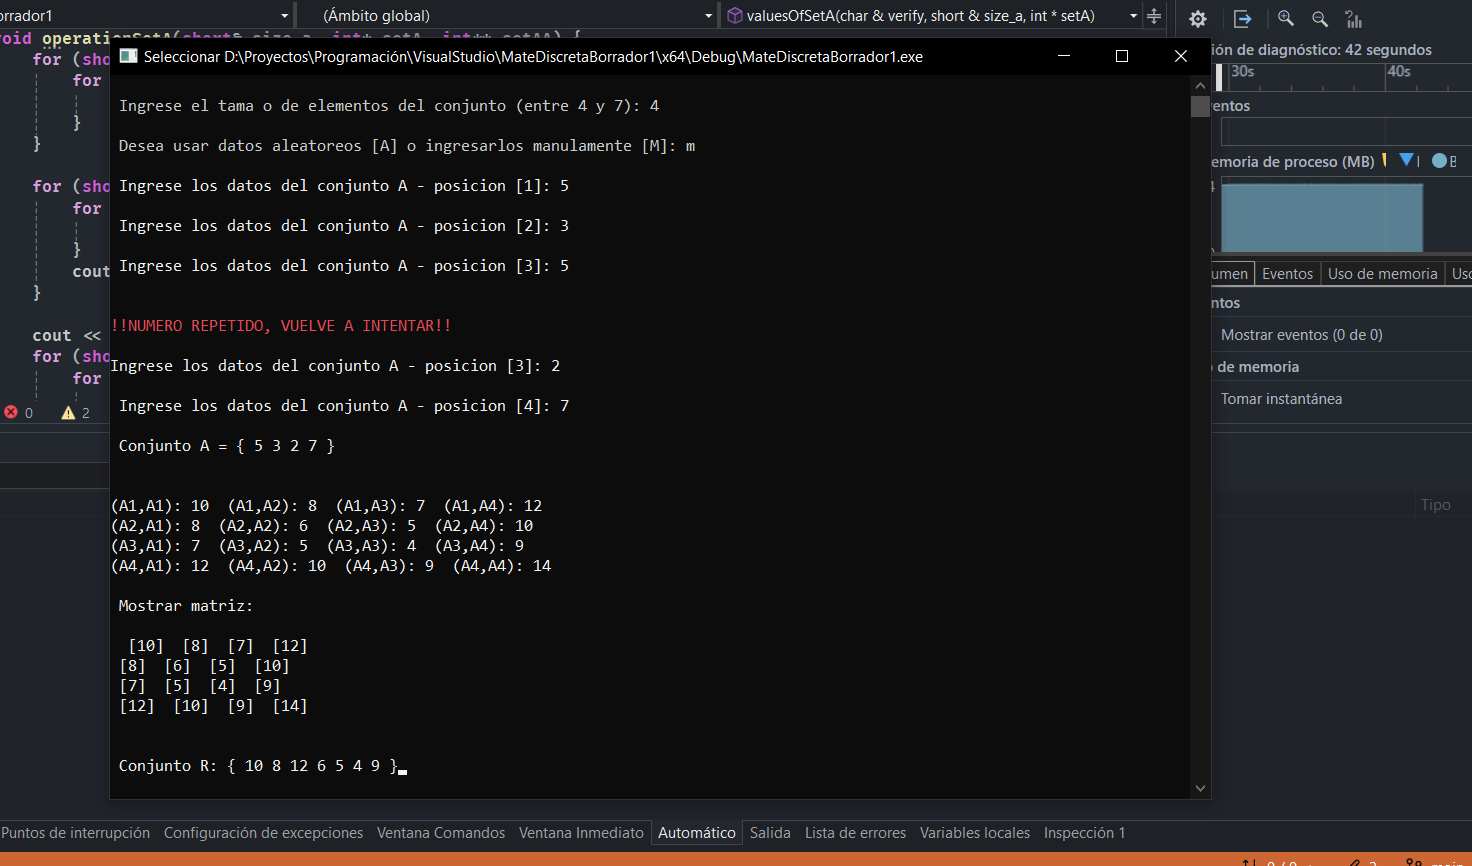 orrador1
(Ámbito global)
valuesOfSetA(char & verify, short & size_a, int * setA)
Seleccionar D:\Proyectos\Programación\VisualStudio\MateDiscretaBorrador1\x64\Debug\MateDiscretaBorrador1.exe
Ingrese el tama o de elementos del conjunto (entre 4 y 7): 4
Desea usar datos aleatoreos [A] o ingresarlos manulamente [M]: m
Ingrese los datos del conjunto A - posicion [1]: 5
Ingrese los datos del conjunto A - posicion [2]: 3
Ingrese los datos del conjunto A - posicion [3]: 5
!!NUMERO REPETIDO, VUELVE A INTENTAR!!
Ingrese los datos del conjunto A - posicion [3]: 2
Ingrese los datos del conjunto A - posicion [4]: 7
Conjunto A = { 5 3 2 7 }
(A1,A1): 10  (A1,A2): 8  (A1,A3): 7  (A1,A4): 12
(A2,A1): 8  (A2,A2): 6  (A2,A3): 5  (A2,A4): 10
(A3,A1): 7  (A3,A2): 5  (A3,A3): 4  (A3,A4): 9
(A4,A1): 12  (A4,A2): 10  (A4,A3): 9  (A4,A4): 14
Mostrar matriz:
[10]  [8]  [7]  [12]
[8]  [6]  [5]  [10]
[7]  [5]  [4]  [9]
[12]  [10]  [9]  [14]
Conjunto R: { 10 8 12 6 5 4 9 }
for (sho
for
}
}
for (sho
for
}
cout
}
cout <<
for (sho
for
0
2
ión de diagnóstico: 42 segundos
30s
40s
entos
emoria de proceso (MB)
umen
Eventos
Uso de memoria
ntos
Mostrar eventos (0 de 0)
de memoria
Tomar instantánea
Tipo
Puntos de interrupción
Configuración de excepciones
Ventana Comandos
Ventana Inmediato
Automático
Salida
Lista de errores
Variables locales
Inspección 1